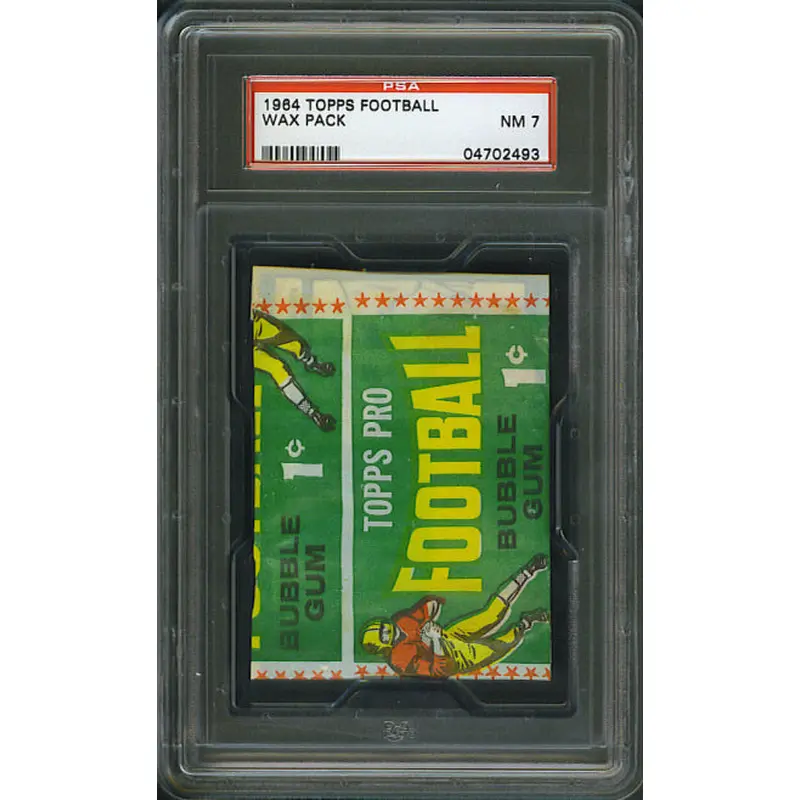 PSA
1964 TOPPS FOOTBALL
WAX PACK
NM 7
04702493
TOPPS PRO
FOOTBALL
1¢
BUBBLE
GUM
1¢
BUBBLE
GUM